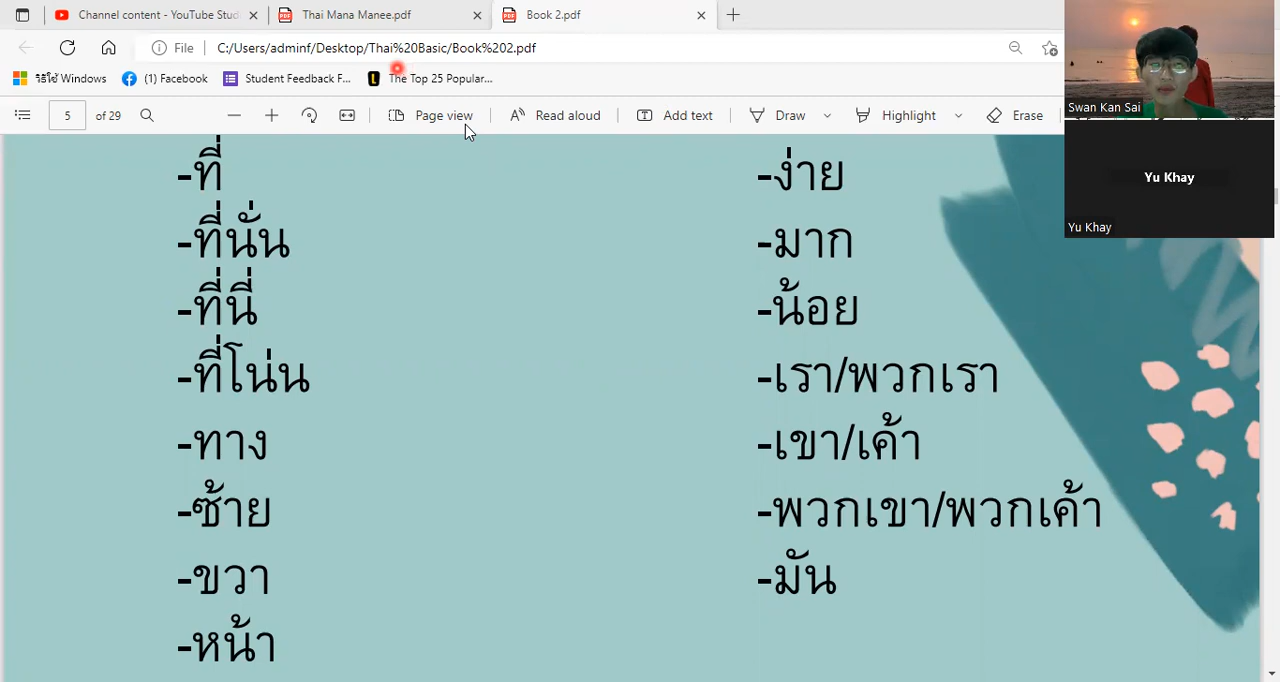 Channel content - YouTube Stud
Thai Mana Manee.pdf
Book 2.pdf
File
C:/Users/adminf/Desktop/Thai%20Basic/Book%202.pdf
วิธีใช้ Windows
(1) Facebook
Student Feedback F...
The Top 25 Popular...
5
of 29
Page view
Read aloud
Add text
Draw
Highlight
Erase
Swan Kan Sai
Yu Khay
Yu Khay
-ที่
-ที่นั่น
-ที่นี่
-ที่โน่น
-ทาง
-ซ้าย
-ขวา
-หน้า
-ง่าย
-มาก
-น้อย
-เรา/พวกเรา
-เขา/เค้า
-พวกเขา/พวกเค้า
-มัน